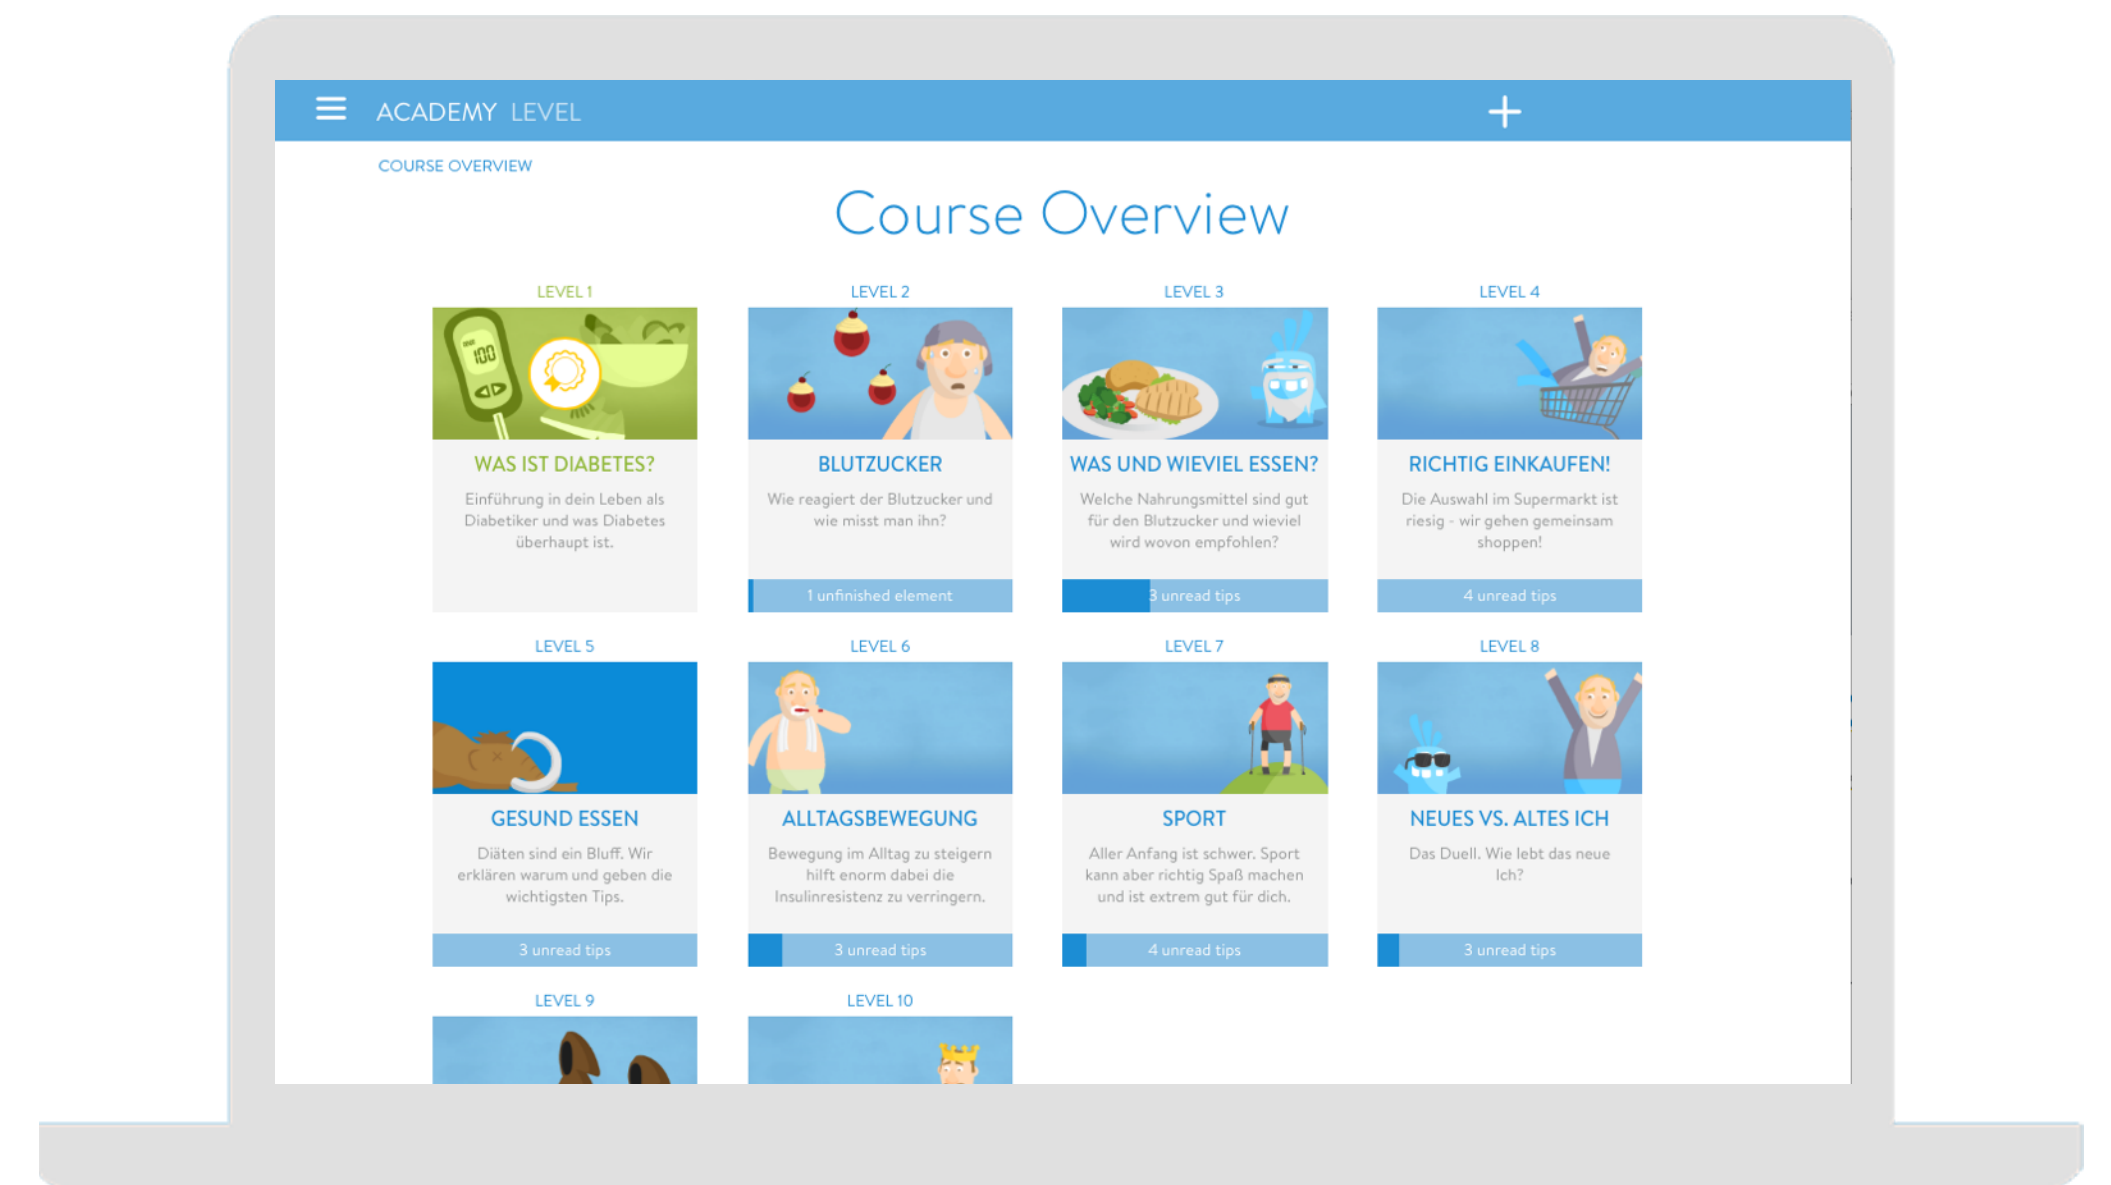 ACADEMY LEVEL
COURSE OVERVIEW
Course Overview
LEVEL 1
100
WAS IST DIABETES?
Einführung in dein Leben als
Diabetiker und was Diabetes
überhaupt ist.
LEVEL 2
BLUTZUCKER
Wie reagiert der Blutzucker und
wie misst man ihn?
1 unfinished element
LEVEL 3
WAS UND WIEVIEL ESSEN?
Welche Nahrungsmittel sind gut
für den Blutzucker und wieviel
wird wovon empfohlen?
3 unread tips
LEVEL 4
RICHTIG EINKAUFEN!
Die Auswahl im Supermarkt ist
riesig - wir gehen gemeinsam
shoppen!
4 unread tips
LEVEL 5
GESUND ESSEN
Diäten sind ein Bluff. Wir
erklären warum und geben die
wichtigsten Tips.
3 unread tips
LEVEL 6
ALLTAGSBEWEGUNG
Bewegung im Alltag zu steigern
hilft enorm dabei die
Insulinresistenz zu verringern.
3 unread tips
LEVEL 7
SPORT
Aller Anfang ist schwer. Sport
kann aber richtig Spaß machen
und ist extrem gut für dich.
4 unread tips
LEVEL 8
NEUES VS. ALTES ICH
Das Duell. Wie lebt das neue
Ich?
3 unread tips
LEVEL 9
LEVEL 10